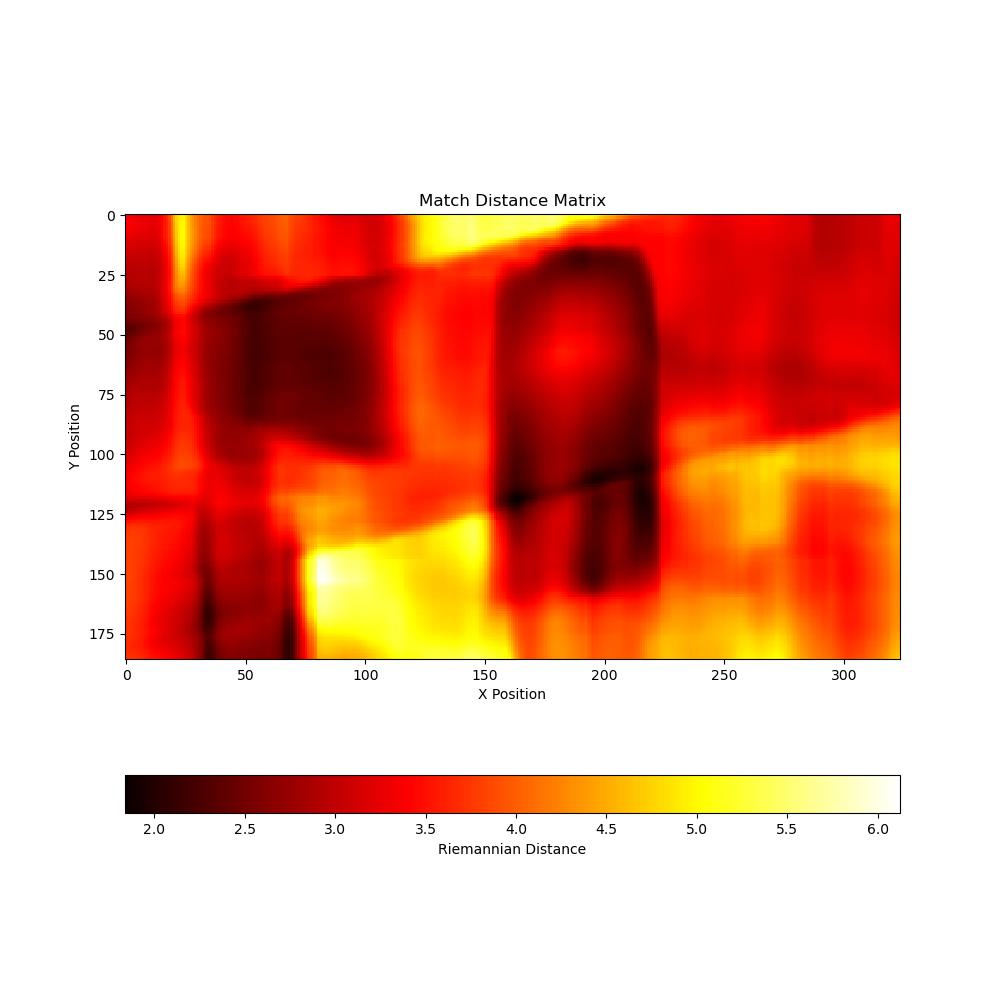 Match Distance Matrix
0
25
50
75
100
125
150
175
Y Position
0 50 100 150 200 250 300
X Position
2.0 2.5 3.0 3.5 4.0 4.5 5.0 5.5 6.0
Riemannian Distance